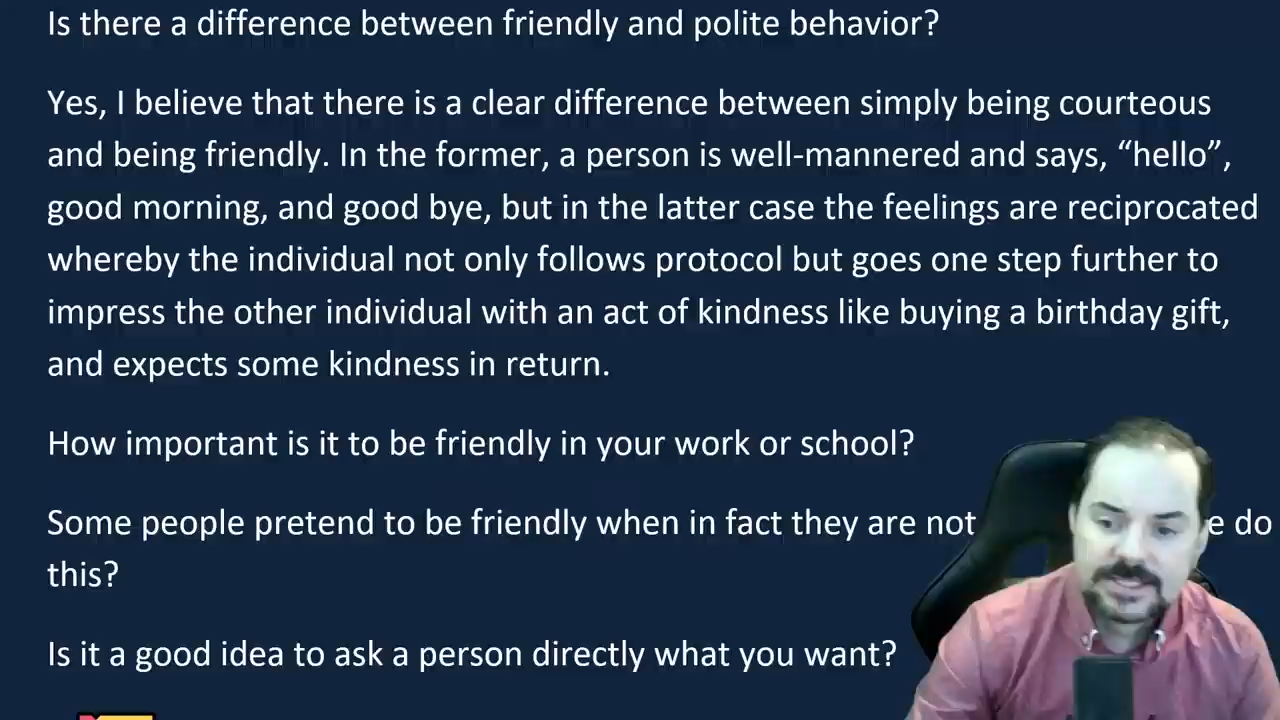 Is there a difference between friendly and polite behavior?
Yes, I believe that there is a clear difference between simply being courteous
and being friendly. In the former, a person is well-mannered and says, “hello”,
good morning, and good bye, but in the latter case the feelings are reciprocated
whereby the individual not only follows protocol but goes one step further to
impress the other individual with an act of kindness like buying a birthday gift,
and expects some kindness in return.
How important is it to be friendly in your work or school?
Some people pretend to be friendly when in fact they are not do
this?
Is it a good idea to ask a person directly what you want?